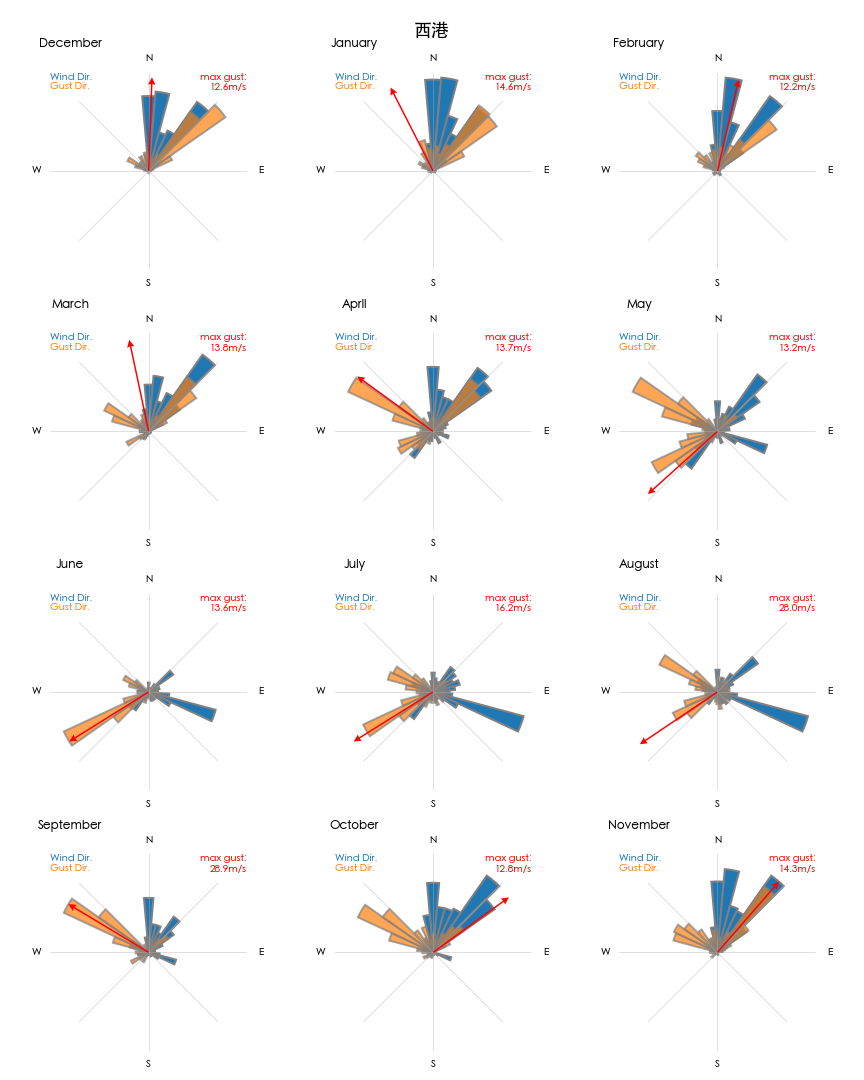 西港
December
N
Wind Dir.
Gust Dir.
max gust:
12.6m/s
W
E
S
January
N
Wind Dir.
Gust Dir.
max gust:
14.6m/s
W
E
S
February
N
Wind Dir.
Gust Dir.
max gust:
12.2m/s
W
E
S
March
N
Wind Dir.
Gust Dir.
max gust:
13.8m/s
W
E
S
April
N
Wind Dir.
Gust Dir.
max gust:
13.7m/s
W
E
S
May
N
Wind Dir.
Gust Dir.
max gust:
13.2m/s
W
E
S
June
N
Wind Dir.
Gust Dir.
max gust:
13.6m/s
W
E
S
July
N
Wind Dir.
Gust Dir.
max gust:
16.2m/s
W
E
S
August
N
Wind Dir.
Gust Dir.
max gust:
28.0m/s
W
E
S
September
N
Wind Dir.
Gust Dir.
max gust:
28.9m/s
W
E
S
October
N
Wind Dir.
Gust Dir.
max gust:
12.8m/s
W
E
S
November
N
Wind Dir.
Gust Dir.
max gust:
14.3m/s
W
E
S